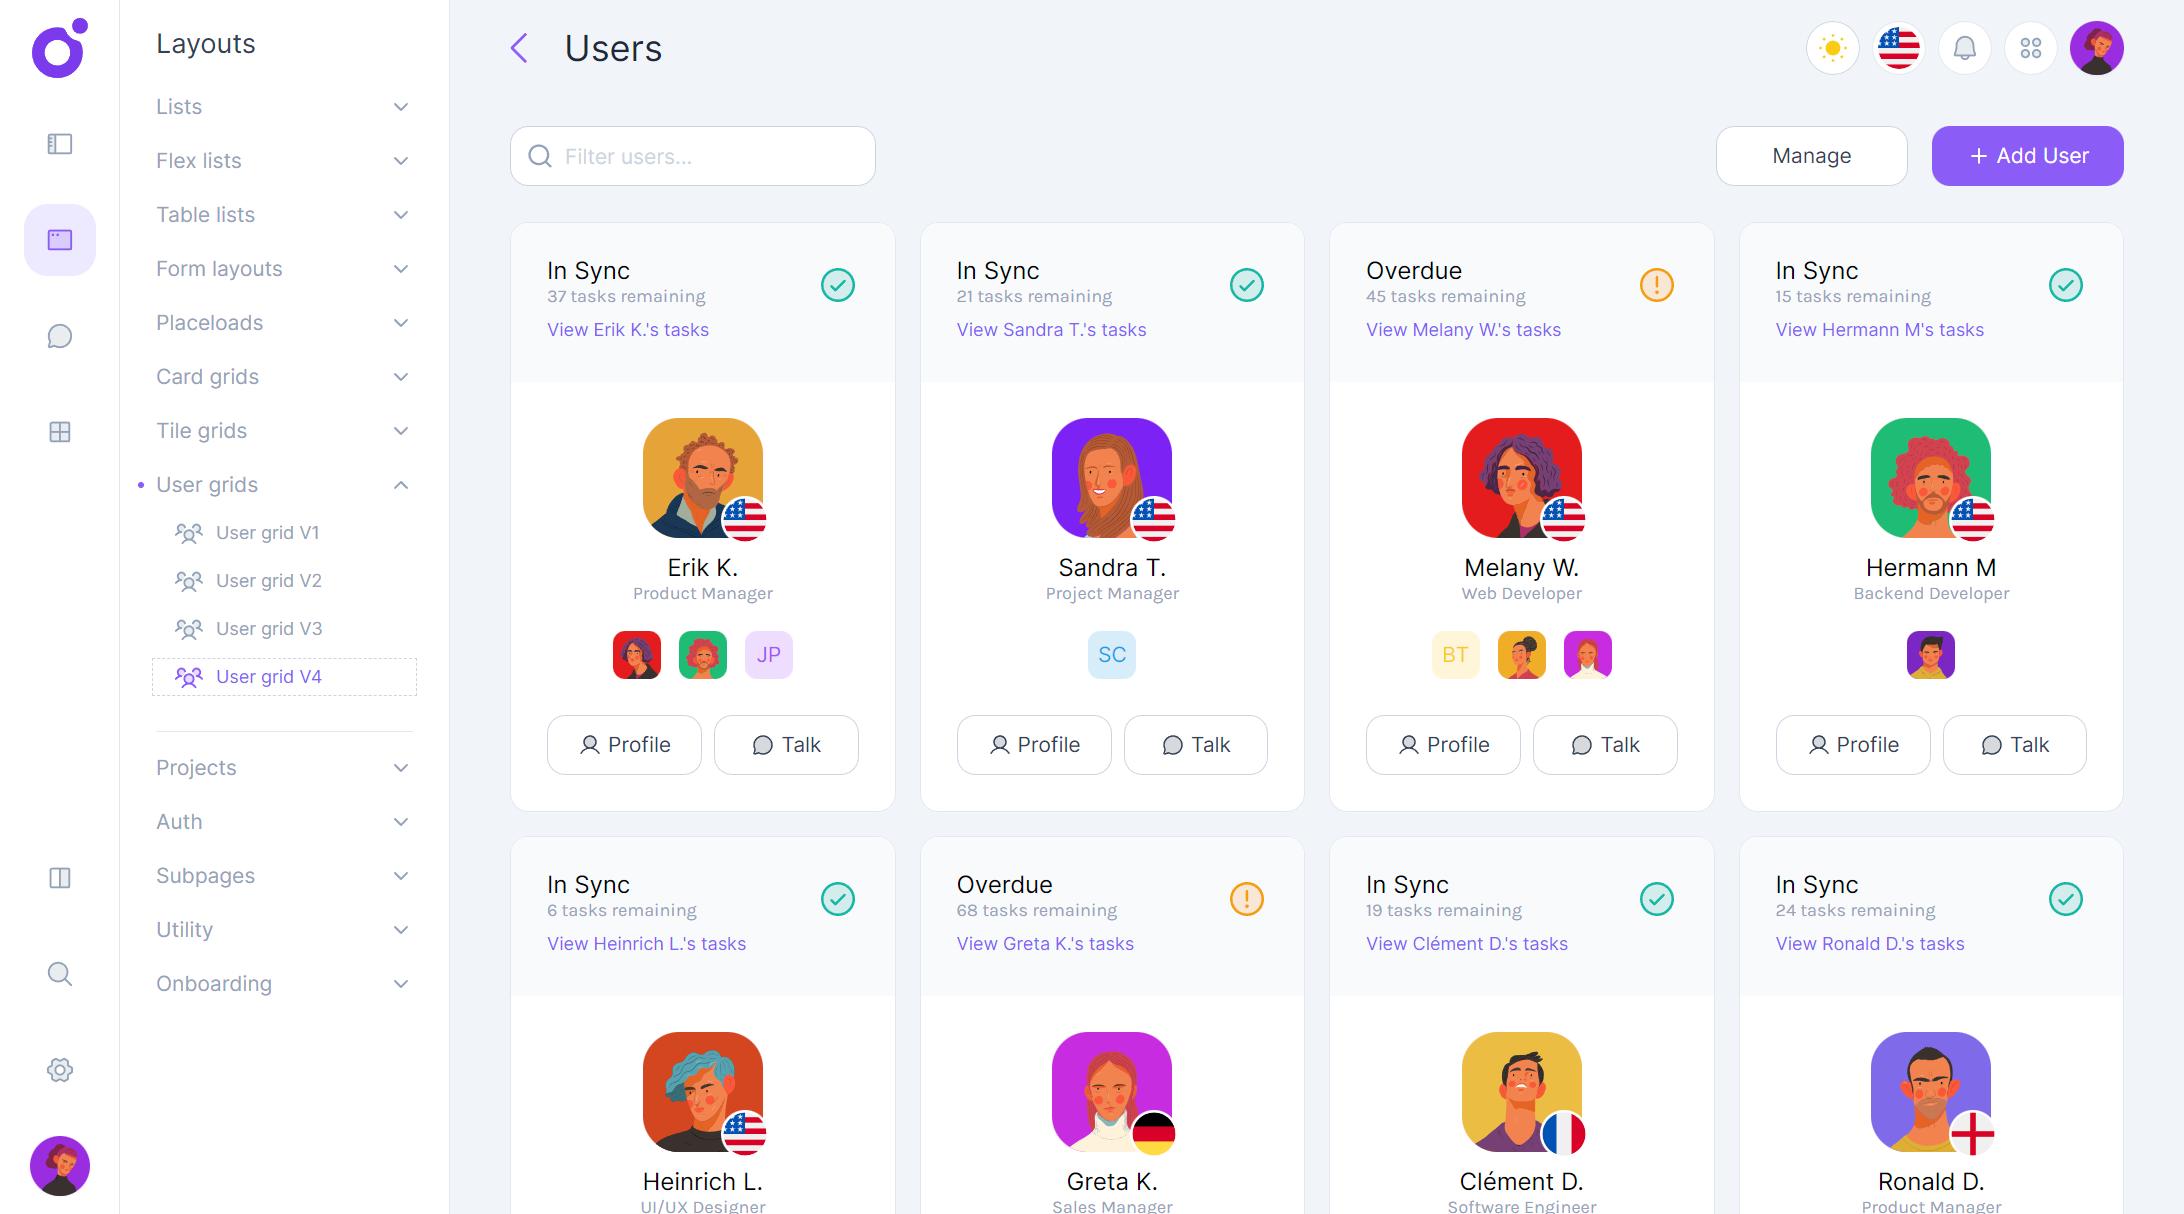 Layouts
Lists
Flex lists
Table lists
Form layouts
Placeloads
Card grids
Tile grids
User grids
User grid V1
User grid V2
User grid V3
User grid V4
Projects
Auth
Subpages
Utility
Onboarding
Users
Filter users...
Manage
+ Add User
In Sync
37 tasks remaining
View Erik K.'s tasks
Erik K.
Product Manager
JP
Profile
Talk
In Sync
21 tasks remaining
View Sandra T.'s tasks
Sandra T.
Project Manager
SC
Profile
Talk
Overdue
45 tasks remaining
View Melany W.'s tasks
Melany W.
Web Developer
BT
Profile
Talk
In Sync
15 tasks remaining
View Hermann M's tasks
Hermann M
Backend Developer
Profile
Talk
In Sync
6 tasks remaining
View Heinrich L.'s tasks
Heinrich L.
UI/UX Designer
Overdue
68 tasks remaining
View Greta K.'s tasks
Greta K.
Sales Manager
In Sync
19 tasks remaining
View Clément D.'s tasks
Clément D.
Software Engineer
In Sync
24 tasks remaining
View Ronald D.'s tasks
Ronald D.
Product Manager